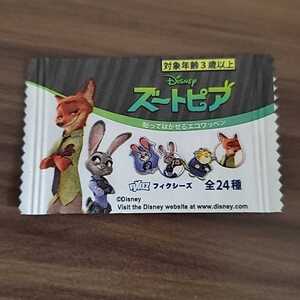 対象年齢3歳以上
Disney
ズートピア
貼ってはがせるエコワッペン
FIXEEZ フィクシーズ 全24種
©Disney
Visit the Disney website at www.disney.com